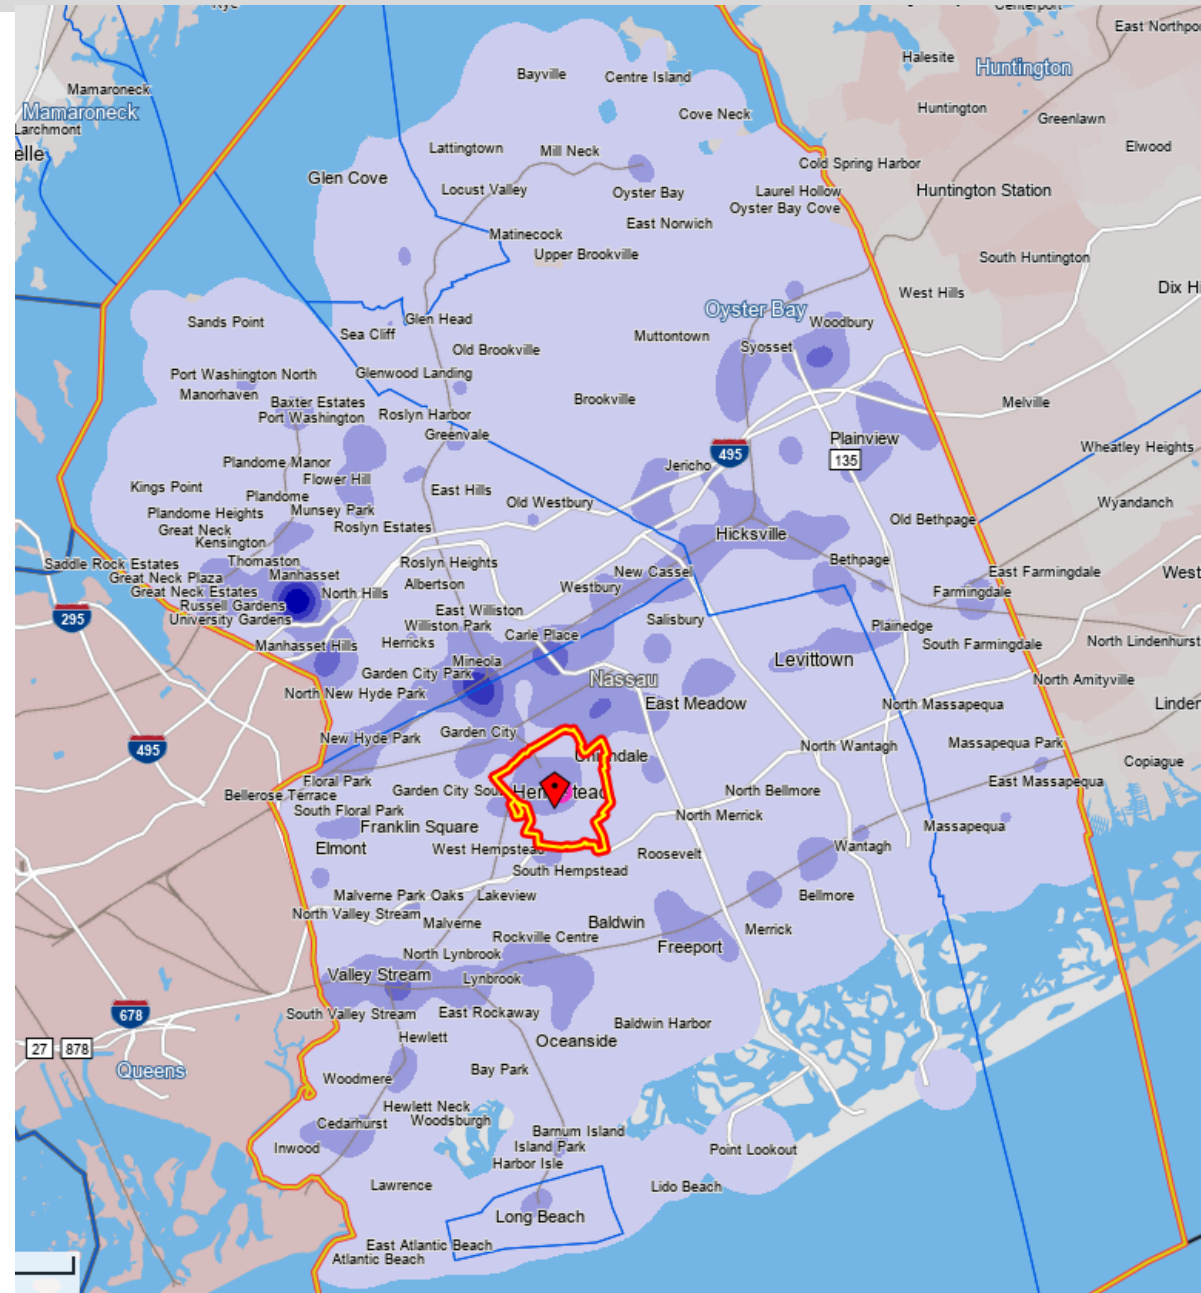 Centerport
East Northpo
Halesite
Huntington
Bayville
Centre Island
Mamaroneck
Mamaroneck
Cove Neck
Huntington
Greenlawn
Larchmont
elle
Elwood
Lattingtown
Mill Neck
Cold Spring Harbor
Glen Cove
Locust Valley
Oyster Bay
Laurel Hollow
Huntington Station
Oyster Bay Cove
East Norwich
Matinecock
Upper Brookville
South Huntington
West Hills
Dix Hi
Oyster Bay
Sands Point
Glen Head
Woodbury
Sea Cliff
Muttontown
Syosset
Old Brookville
Port Washington North
Glenwood Landing
Manorhaven
Baxter Estates
Brookville
Melville
Port Washington
Roslyn Harbor
Greenvale
Plainview
Wheatley Heights
495
135
Plandome Manor
Jericho
Flower Hill
Kings Point
Plandome
East Hills
Old Westbury
Wyandanch
Plandome Heights
Munsey Park
Great Neck
Roslyn Estates
Old Bethpage
Kensington
Hicksville
Saddle Rock Estates
Thomaston
Roslyn Heights
Bethpage
Great Neck Plaza
Manhasset
New Cassel
East Farmingdale
West
Great Neck Estates
North Hills
Albertson
Westbury
Farmingdale
Russell Gardens
East Williston
295
University Gardens
Williston Park
Salisbury
Plainedge
Manhasset Hills
Herricks
Carle Place
South Farmingdale
North Lindenhurst
Mineola
Levittown
Garden City Park
Nassau
North Amityville
North New Hyde Park
East Meadow
North Massapequa
Linder
New Hyde Park
Garden City
495
North Wantagh
Massapequa Park
Copiague
Floral Park
East Massapequa
Bellerose Terrace
Garden City Sou
Hempstead
North Bellmore
South Floral Park
North Merrick
Franklin Square
Massapequa
Elmont
West Hempstead
Roosevelt
Wantagh
South Hempstead
Malverne Park Oaks
Lakeview
Bellmore
North Valley Stream
Malverne
Baldwin
Rockville Centre
Merrick
Freeport
North Lynbrook
Valley Stream
Lynbrook
678
South Valley Stream
East Rockaway
Baldwin Harbor
27
878
Hewlett
Oceanside
Queens
Woodmere
Bay Park
Hewlett Neck
Woodsburgh
Cedarhurst
Barnum Island
Inwood
Island Park
Point Lookout
Harbor Isle
Lawrence
Lido Beach
Long Beach
East Atlantic Beach
Atlantic Beach